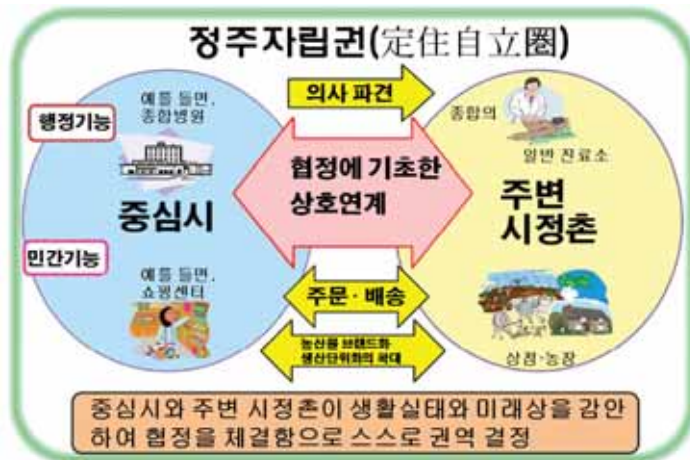 정주자립권(定住自立圈)
예를 들면,
종합병원
행정기능
중심시
민간기능
예를 들면,
쇼핑센터
의사 파견
협정에 기초한
상호연계
주문·배송
농산물 브랜드화
생산단위화의 확대
종합의
일반 진료소
주변
시정촌
상점·농장
중심시와 주변 시정촌이 생활실태와 미래상을 감안
하여 협정을 체결함으로 스스로 권역 결정